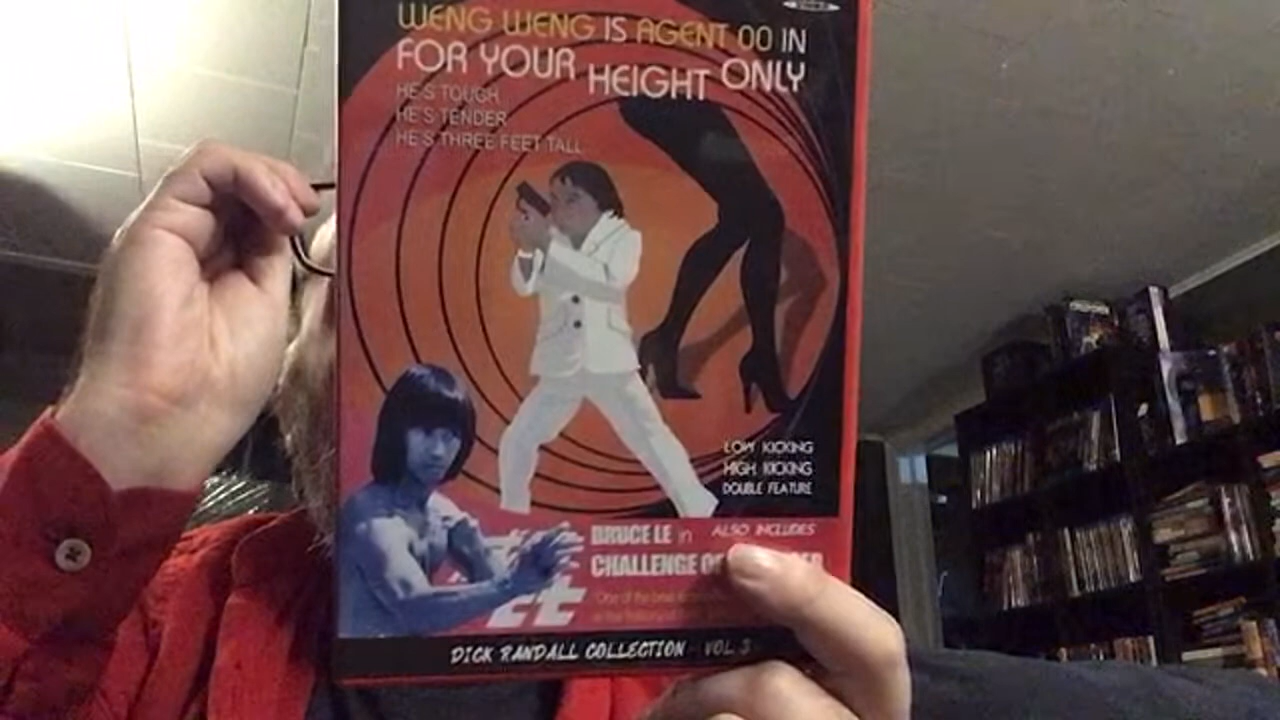 WENG WENG IS AGENT 00 IN
FOR YOUR HEIGHT ONLY
HE'S TOUGH
HE'S TENDER
HE'S THREE FEET TALL
LOW KICKING
HIGH KICKING
DOUBLE FEATURE
ALSO INCLUDES
BRUCE LE in
CHALLENGE OF
DICK RANDALL COLLECTION - VOL 3